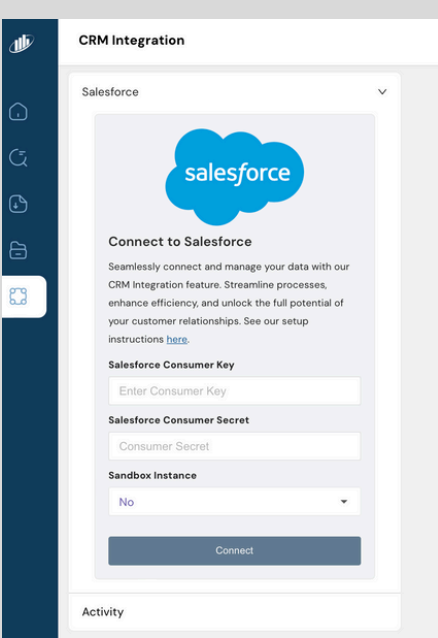 CRM Integration
Salesforce
salesforce
Connect to Salesforce
Seamlessly connect and manage your data with our
CRM Integration feature. Streamline processes,
enhance efficiency, and unlock the full potential of
your customer relationships. See our setup
instructions here.
Salesforce Consumer Key
Enter Consumer Key
Salesforce Consumer Secret
Consumer Secret
Sandbox Instance
No
Connect
Activity